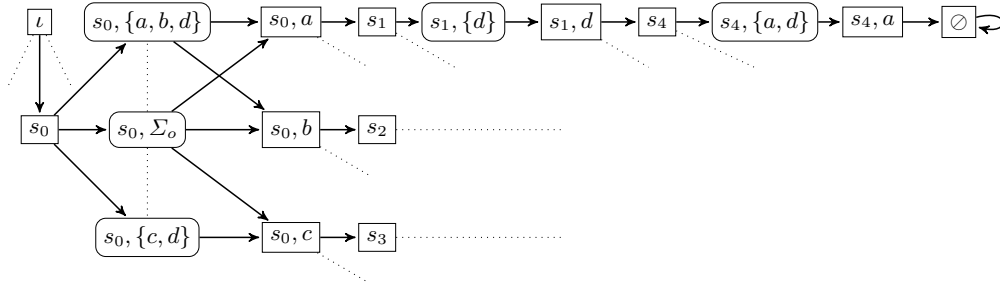 ι
s₀, {a, b, d}
s₀, a
s₁
s₁, {d}
s₁, d
s₄
s₄, {a, d}
s₄, a
⊘
s₀
s₀, Σₒ
s₀, b
s₂
s₀, {c, d}
s₀, c
s₃